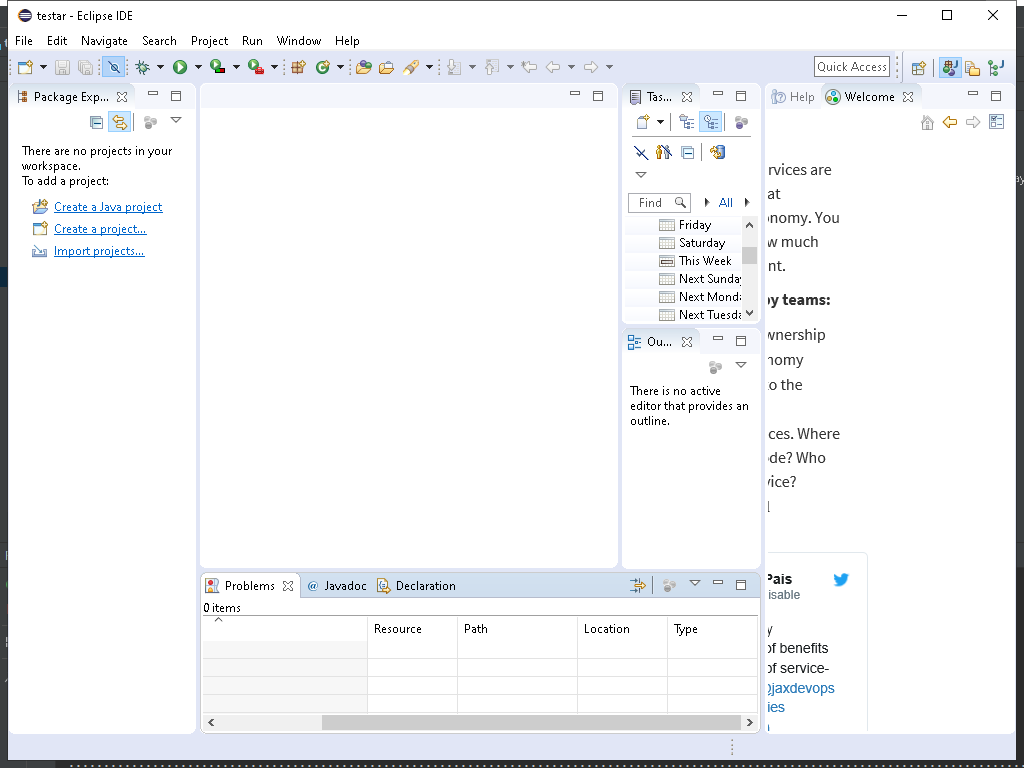 testar - Eclipse IDE
File Edit Navigate Search Project Run Window Help
Quick Access
Package Exp...
There are no projects in your
workspace.
To add a project:
Create a Java project
Create a project...
Import projects...
Tas...
Find All
Friday
Saturday
This Week
Next Sunday
Next Monda
Next Tuesda
Ou...
There is no active
editor that provides an
outline.
Help Welcome
rvices are
at
onomy. You
w much
nt.
by teams:
wnership
nomy
o the
ces. Where
ode? Who
vice?
Pais
isable
y
of benefits
of service-
@jaxdevops
ies
Problems @ Javadoc Declaration
0 items
Resource Path Location Type